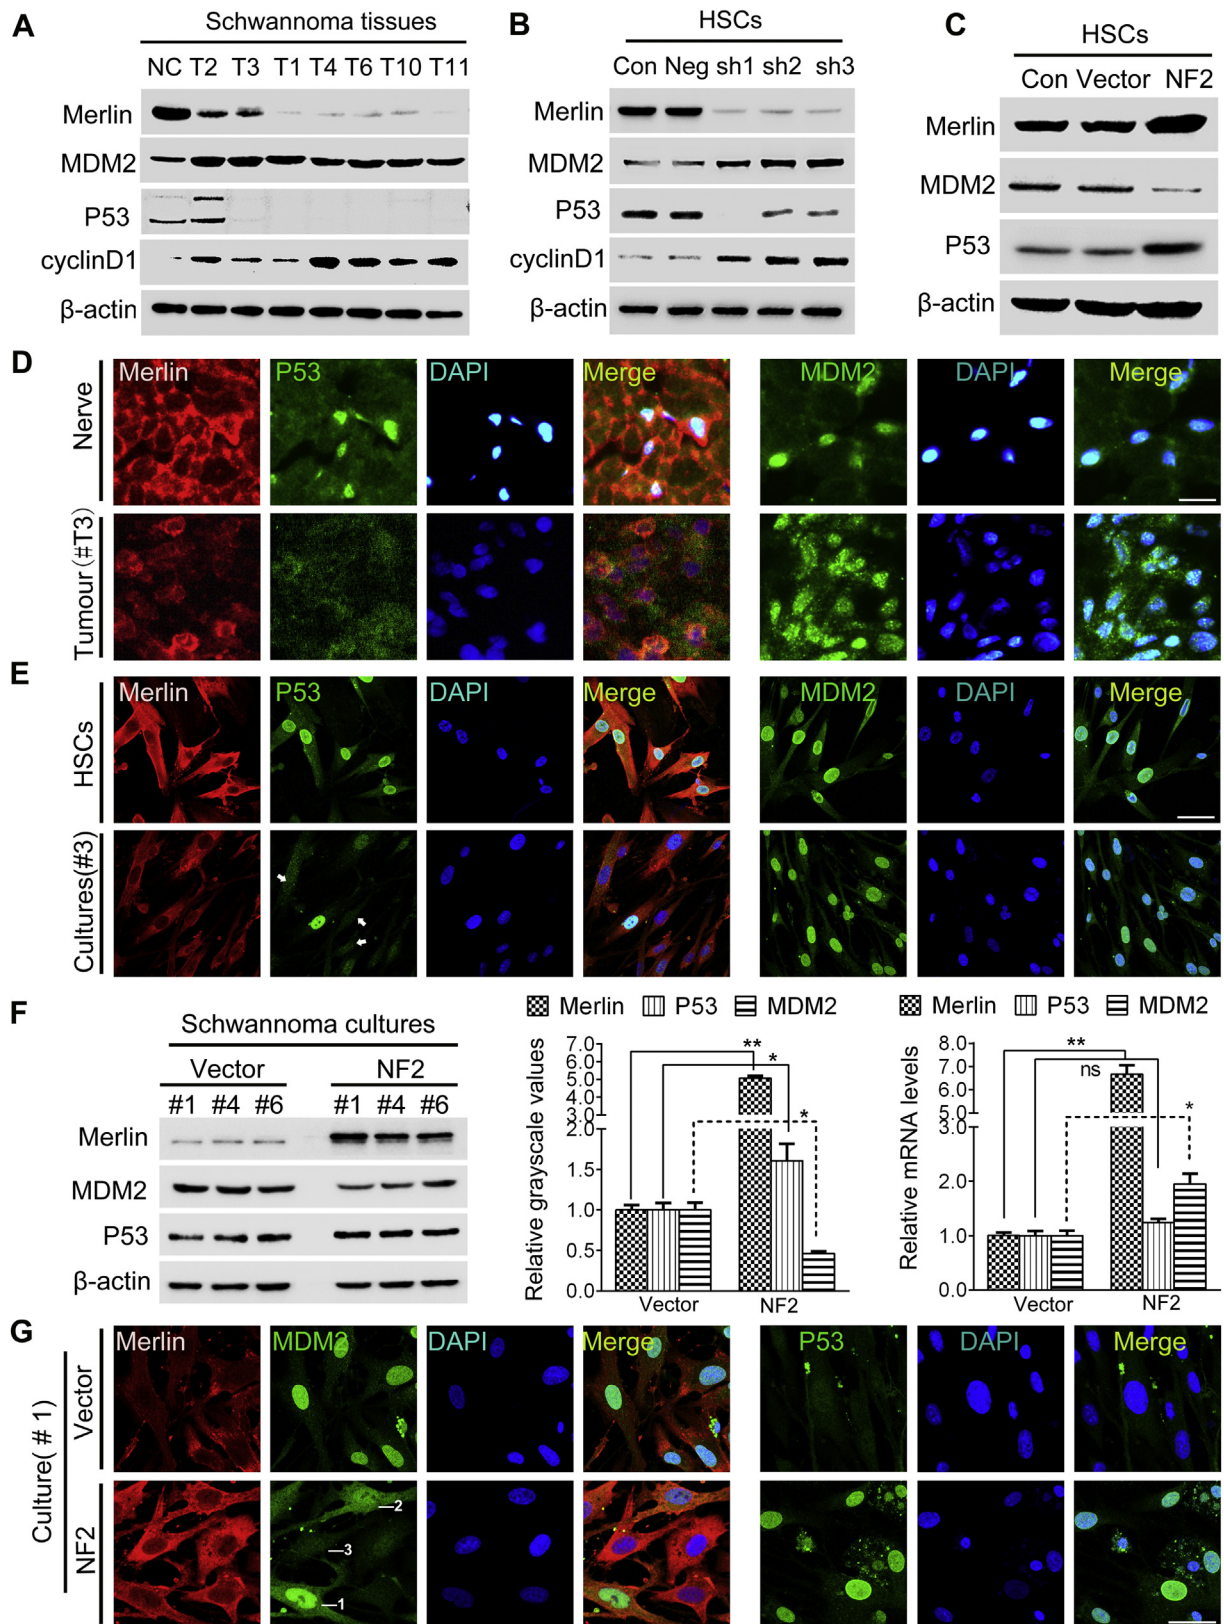 A
Schwannoma tissues
NC T2 T3 T1 T4 T6 T10 T11
Merlin
MDM2
P53
cyclinD1
β-actin
B
HSCs
Con Neg sh1 sh2 sh3
Merlin
MDM2
P53
cyclinD1
β-actin
C
HSCs
Con Vector NF2
Merlin
MDM2
P53
β-actin
D
Nerve
Merlin P53 DAPI Merge MDM2 DAPI Merge
Tumour(#T3)
E
HSCs
Merlin P53 DAPI Merge MDM2 DAPI Merge
Cultures(#3)
F
Schwannoma cultures
Vector NF2
#1 #4 #6 #1 #4 #6
Merlin
MDM2
P53
β-actin
Merlin P53 MDM2
Relative grayscale values
7.0
6.0
5.0
4.0
3.0
2.0
1.5
1.0
0.5
0.0
**
*
*
Vector NF2
Merlin P53 MDM2
Relative mRNA levels
8.0
7.0
6.0
5.0
3.0
2.0
1.0
0.0
**
ns
*
Vector NF2
G
Culture(#1)
Vector
Merlin MDM2 DAPI Merge P53 DAPI Merge
NF2
2
3
1